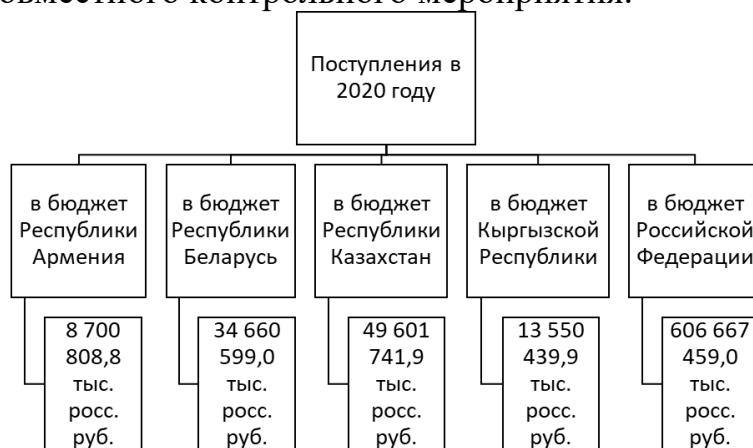 овместного контрольного мероприятия.
Поступления в
2020 году
в бюджет
Республики
Армения
в бюджет
Республики
Беларусь
в бюджет
Республики
Казахстан
в бюджет
Кыргызской
Республики
в бюджет
Российской
Федерации
8 700
808,8
тыс.
росс.
руб.
34 660
599,0
тыс.
росс.
руб.
49 601
741,9
тыс.
росс.
руб.
13 550
439,9
тыс.
росс.
руб.
606 667
459,0
тыс.
росс.
руб.